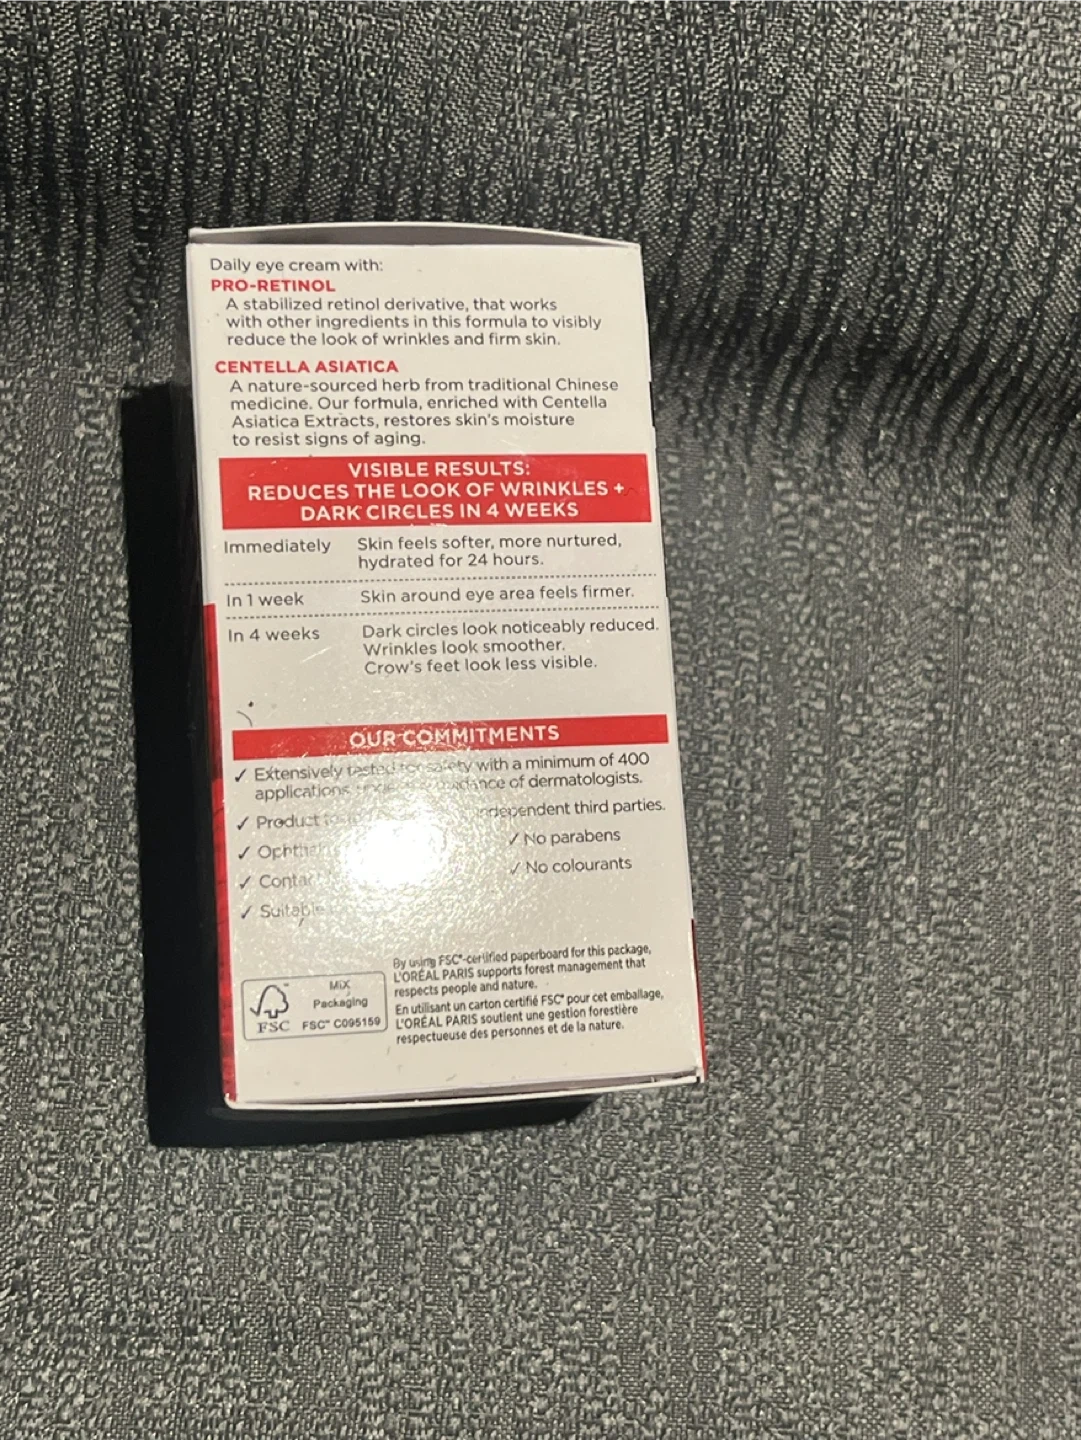 Daily eye cream with:
PRO-RETINOL
A stabilized retinol derivative, that works
with other ingredients in this formula to visibly
reduce the look of wrinkles and firm skin.
CENTELLA ASIATICA
A nature-sourced herb from traditional Chinese
medicine. Our formula, enriched with Centella
Asiatica Extracts, restores skin's moisture
to resist signs of aging.
VISIBLE RESULTS:
REDUCES THE LOOK OF WRINKLES +
DARK CIRCLES IN 4 WEEKS
Immediately Skin feels softer, more nurtured,
hydrated for 24 hours.
In 1 week Skin around eye area feels firmer.
In 4 weeks Dark circles look noticeably reduced.
Wrinkles look smoother.
Crow's feet look less visible.
OUR COMMITMENTS
✓ Extensively tested for safety with a minimum of 400
applications guidance of dermatologists.
✓ Product independent third parties.
✓ No parabens
✓ No colourants
✓ Suitable
FSC
MIX
Packaging
FSC™ C095159
By using FSC®-certified paperboard for this package,
L'ORÉAL PARIS supports forest management that
respects people and nature.
En utilisant un carton certifié FSC® pour cet emballage,
L'ORÉAL PARIS soutient une gestion forestière
respectueuse des personnes et de la nature.